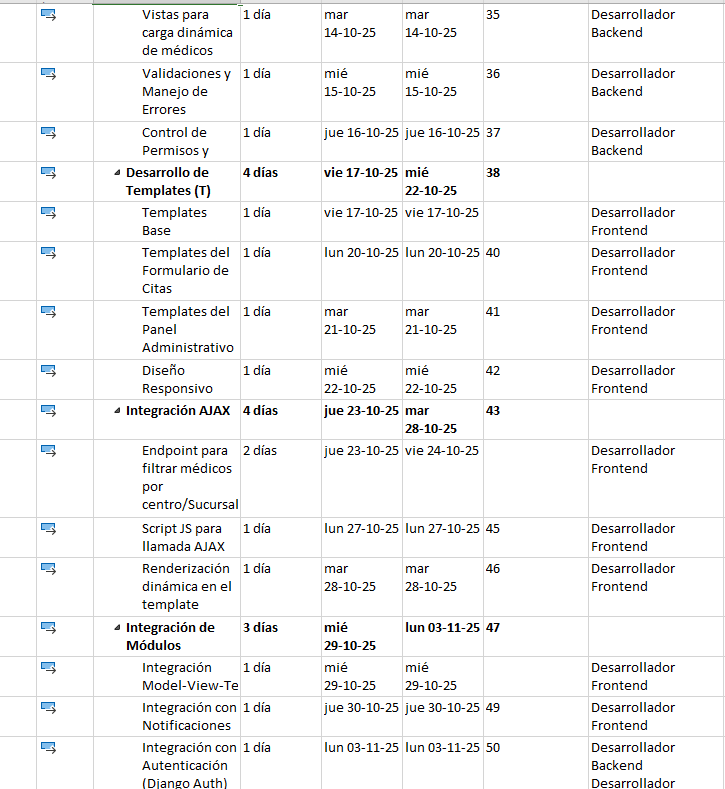 Vistas para 1 día mar mar 35 Desarrollador
carga dinámica 14-10-25 14-10-25 Backend
de médicos
Validaciones y 1 día mié mié 36 Desarrollador
Manejo de 15-10-25 15-10-25 Backend
Errores
Control de 1 día jue 16-10-25 jue 16-10-25 37 Desarrollador
Permisos y Backend
Desarrollo de 4 días vie 17-10-25 mié 38
Templates (T) 22-10-25
Templates 1 día vie 17-10-25 vie 17-10-25 Desarrollador
Base Frontend
Templates del 1 día lun 20-10-25 lun 20-10-25 40 Desarrollador
Formulario de Frontend
Citas
Templates del 1 día mar mar 41 Desarrollador
Panel 21-10-25 21-10-25 Frontend
Administrativo
Diseño 1 día mié mié 42 Desarrollador
Responsivo 22-10-25 22-10-25 Frontend
Integración AJAX 4 días jue 23-10-25 mar 43
28-10-25
Endpoint para 2 días jue 23-10-25 vie 24-10-25 Desarrollador
filtrar médicos Frontend
por
centro/Sucursal
Script JS para 1 día lun 27-10-25 lun 27-10-25 45 Desarrollador
llamada AJAX Frontend
Renderización 1 día mar mar 46 Desarrollador
dinámica en el 28-10-25 28-10-25 Frontend
template
Integración de 3 días mié lun 03-11-25 47
Módulos 29-10-25
Integración 1 día mié mié Desarrollador
Model-View-Te 29-10-25 29-10-25 Frontend
Integración con 1 día jue 30-10-25 jue 30-10-25 49 Desarrollador
Notificaciones Frontend
Integración con 1 día lun 03-11-25 lun 03-11-25 50 Desarrollador
Autenticación Backend
(Django Auth) Desarrollador